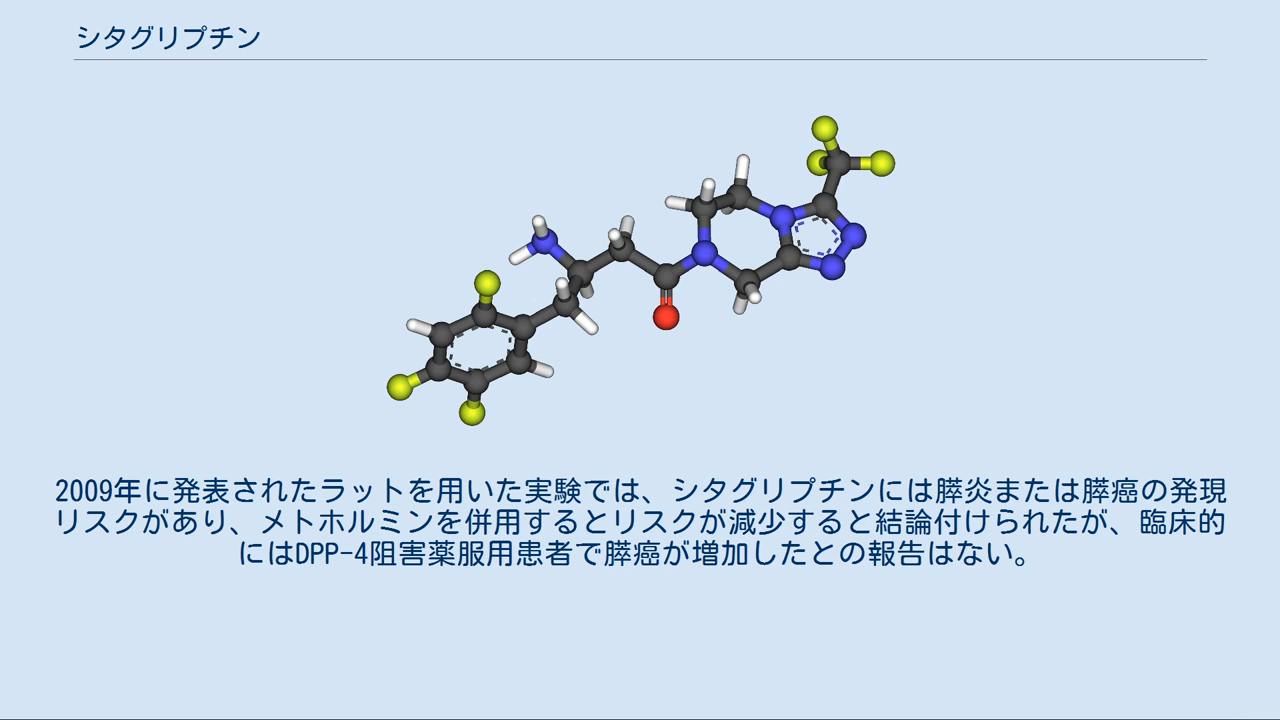 シタグリプチン
2009年に発表されたラットを用いた実験では、シタグリプチンには膵炎または膵癌の発現
リスクがあり、メトホルミンを併用するとリスクが減少すると結論付けられたが、臨床的
にはDPP-4阻害薬服用患者で膵癌が増加したとの報告はない。